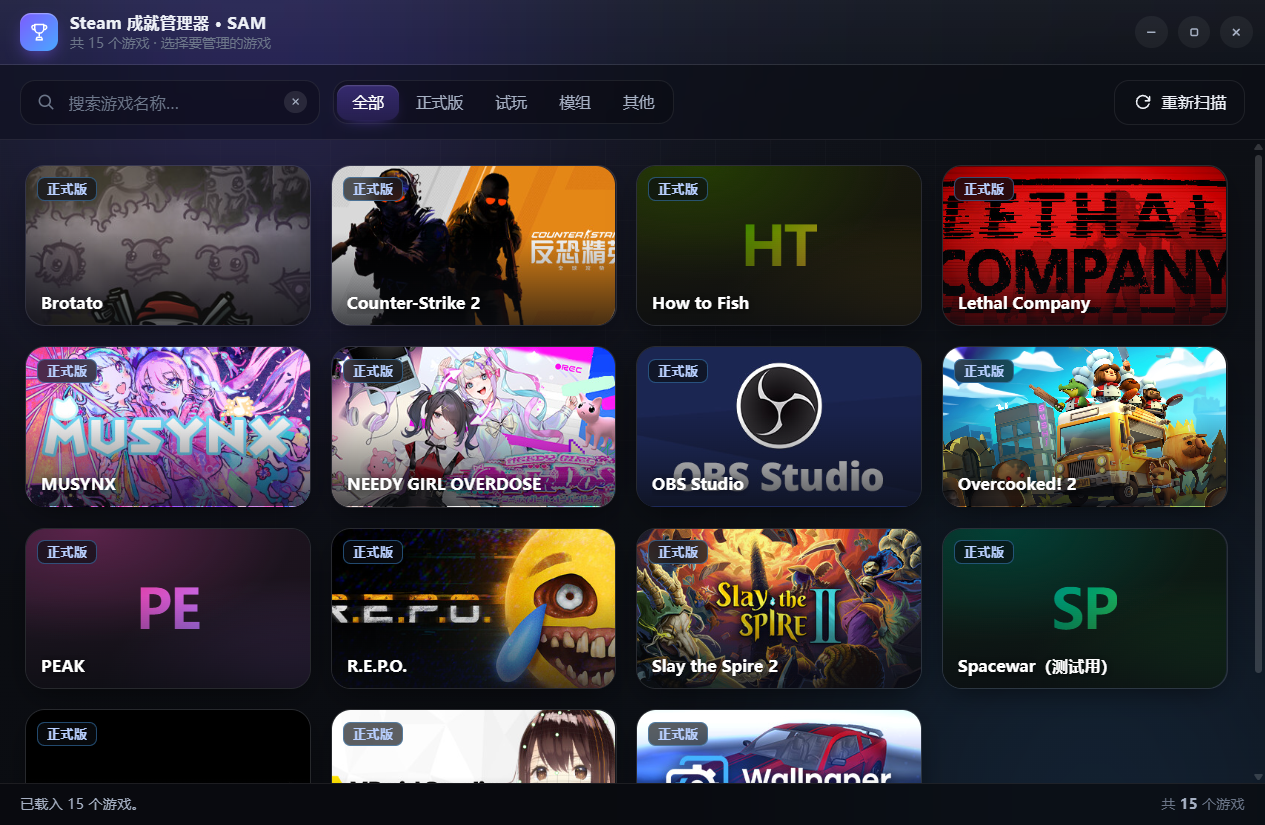 Steam 成就管理器 • SAM
共 15 个游戏 · 选择要管理的游戏
搜索游戏名称...
全部 正式版 试玩 模组 其他
重新扫描
正式版
Brotato
正式版
COUNTER-STRI
反恐精英
Counter-Strike 2
正式版
HT
How to Fish
正式版
LETHAL
COMPANY
Lethal Company
正式版
MUSYNX
MUSYNX
正式版
REC
NEEDY GIRL OVERDOSE
正式版
OBS Studio
OBS Studio
正式版
Overcooked! 2
正式版
PE
PEAK
正式版
R.E.P.O.
R.E.P.O.
正式版
Slay the
SPIRE II
Slay the Spire 2
正式版
SP
Spacewar（测试用）
正式版
正式版
正式版
Wallpaper
已载入 15 个游戏。
共 15 个游戏